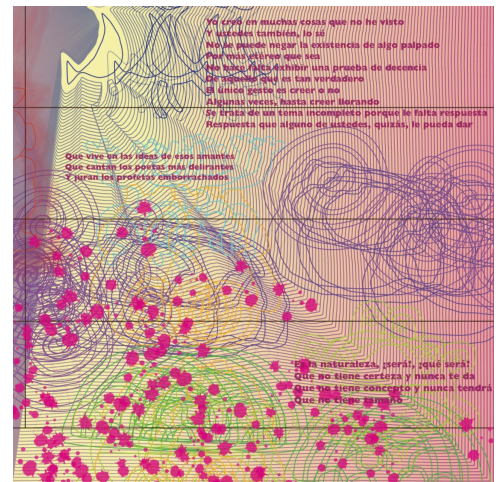 Yo creo en muchas cosas que no he visto
Y ustedes también, lo sé
No se puede negar la existencia de algo palpado
Por mas etereo que sea
No hace falta exhibir una prueba de decencia
De aquello que es tan verdadero
El único gesto es creer o no
Algunas veces, hasta creer llorando
Se trata de un tema incompleto porque le falta respuesta
Respuesta que alguno de ustedes, quizás, le pueda dar
Que vive en las ideas de esos amantes
Que cantan los poetas más delirantes
Y juran los profetas emborrachados
Es la naturaleza, ¡será!, ¡qué será!
Que no tiene certeza y nunca te da
Que no tiene concepto y nunca tendrá
Que no tiene tamaño